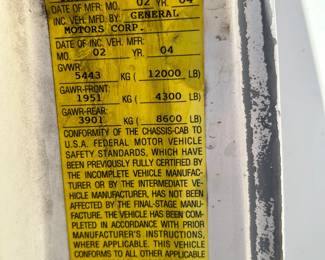 DATE OF MFR: MO. 02 YR. 04
INC. VEH. MFD. BY: GENERAL
MOTORS CORP.
DATE OF INC. VEH. MFR:
MO. 02 YR. 04
GVWR:
5443 KG ( 12000 LB)
GAWR-FRONT:
1951 KG ( 4300 LB)
GAWR-REAR:
3901 KG ( 8600 LB)
CONFORMITY OF THE CHASSIS-CAB TO
U.S.A. FEDERAL MOTOR VEHICLE
SAFETY STANDARDS, WHICH HAVE
BEEN PREVIOUSLY FULLY CERTIFIED BY
THE INCOMPLETE VEHICLE MANUFAC-
TURER OR BY THE INTERMEDIATE VE-
HICLE MANUFACTURER, HAS NOT BEEN
AFFECTED BY THE FINAL-STAGE MANU-
FACTURE. THE VEHICLE HAS BEEN COM-
PLETED IN ACCORDANCE WITH PRIOR
MANUFACTURER'S INSTRUCTIONS,
WHERE APPLICABLE. THIS VEHICLE
CONFORMS TO ALL OTHER APPLICABLE